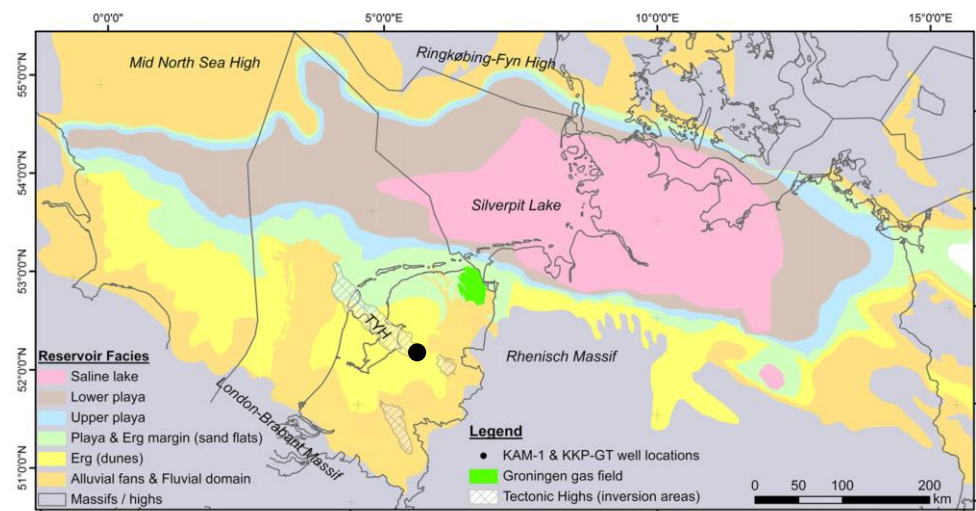 0°0'0" 5°0'0" 10°0'0" 15°0'0"
55°0'0"N
54°0'0"N
53°0'0"N
52°0'0"N
51°0'0"N
Mid North Sea High
Ringkøbing-Fyn High
Silverpit Lake
TYH
Rhenisch Massif
London-Brabant Massif
Reservoir Facies
Saline lake
Lower playa
Upper playa
Playa & Erg margin (sand flats)
Erg (dunes)
Alluvial fans & Fluvial domain
Massifs / highs
Legend
KAM-1 & KKP-GT well locations
Groningen gas field
Tectonic Highs (inversion areas)
0 50 100 200
km